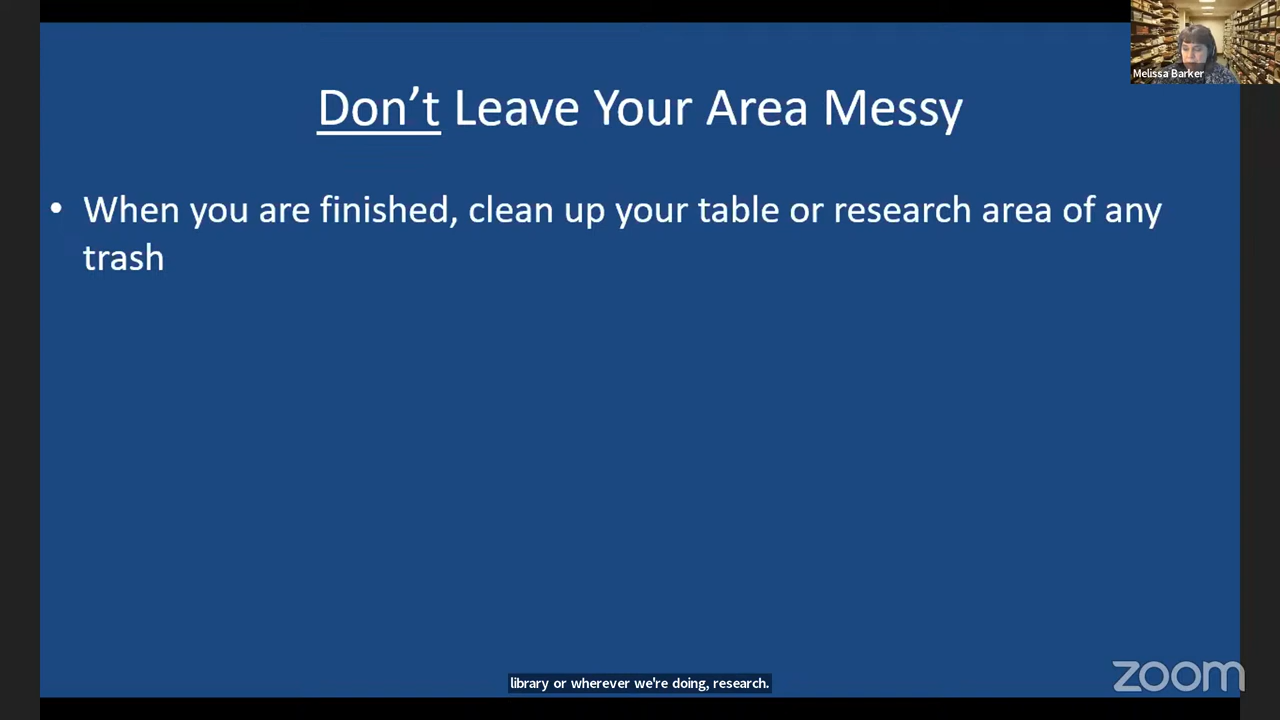 Melissa Barker
Don’t Leave Your Area Messy
• When you are finished, clean up your table or research area of any
trash
library or wherever we're doing, research.
zoom